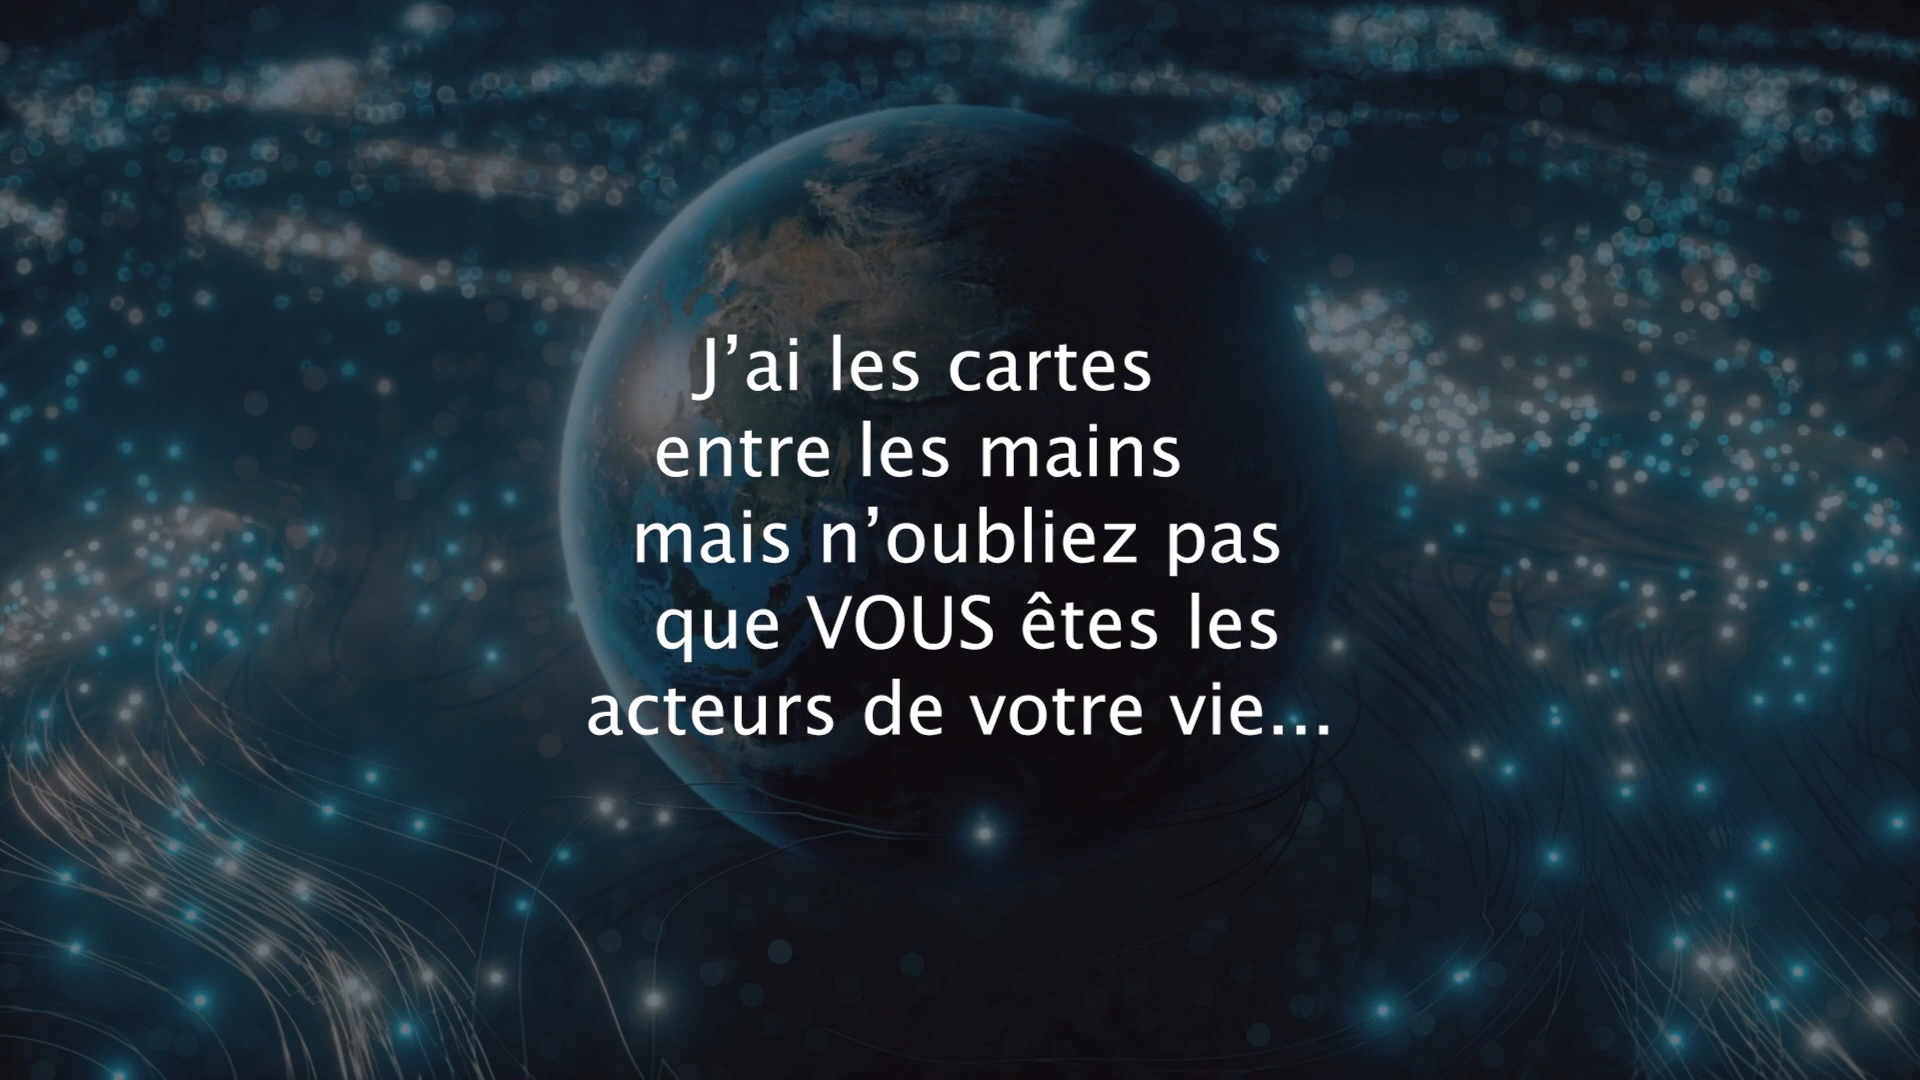 J’ai les cartes
entre les mains
mais n’oubliez pas
que VOUS êtes les
acteurs de votre vie...